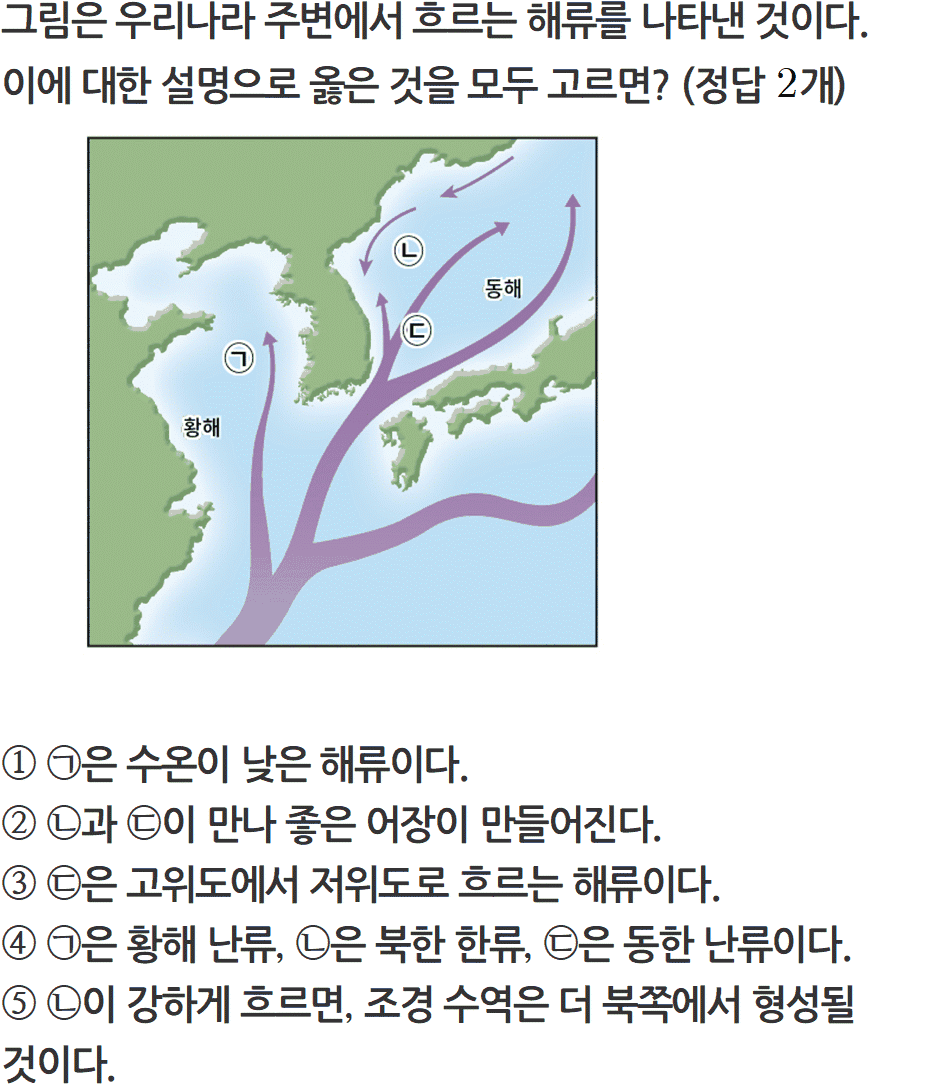 그림은 우리나라 주변에서 흐르는 해류를 나타낸 것이다.
이에 대한 설명으로 옳은 것을 모두 고르면? (정답 2개)
㉡
동해
㉢
㉠
황해
① ㉠은 수온이 낮은 해류이다.
② ㉡과 ㉢이 만나 좋은 어장이 만들어진다.
③ ㉢은 고위도에서 저위도로 흐르는 해류이다.
④ ㉠은 황해 난류, ㉡은 북한 한류, ㉢은 동한 난류이다.
⑤ ㉡이 강하게 흐르면, 조경 수역은 더 북쪽에서 형성될
것이다.